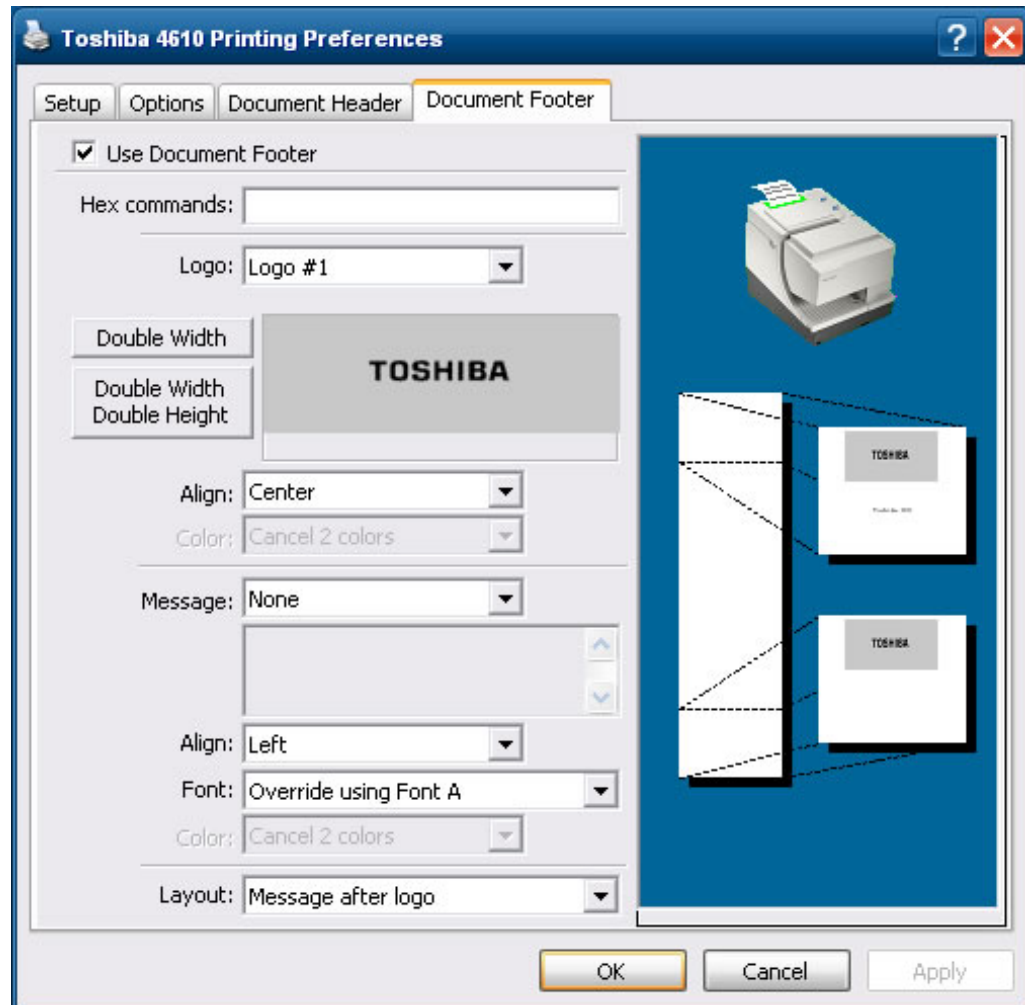 Toshiba 4610 Printing Preferences
Setup Options Document Header Document Footer
Use Document Footer
Hex commands:
Logo: Logo #1
Double Width
TOSHIBA
Double Width
Double Height
Align: Center
Color: Cancel 2 colors
Message: None
Align: Left
Font: Override using Font A
Color: Cancel 2 colors
Layout: Message after logo
TOSHIBA
TOSHIBA
OK Cancel Apply